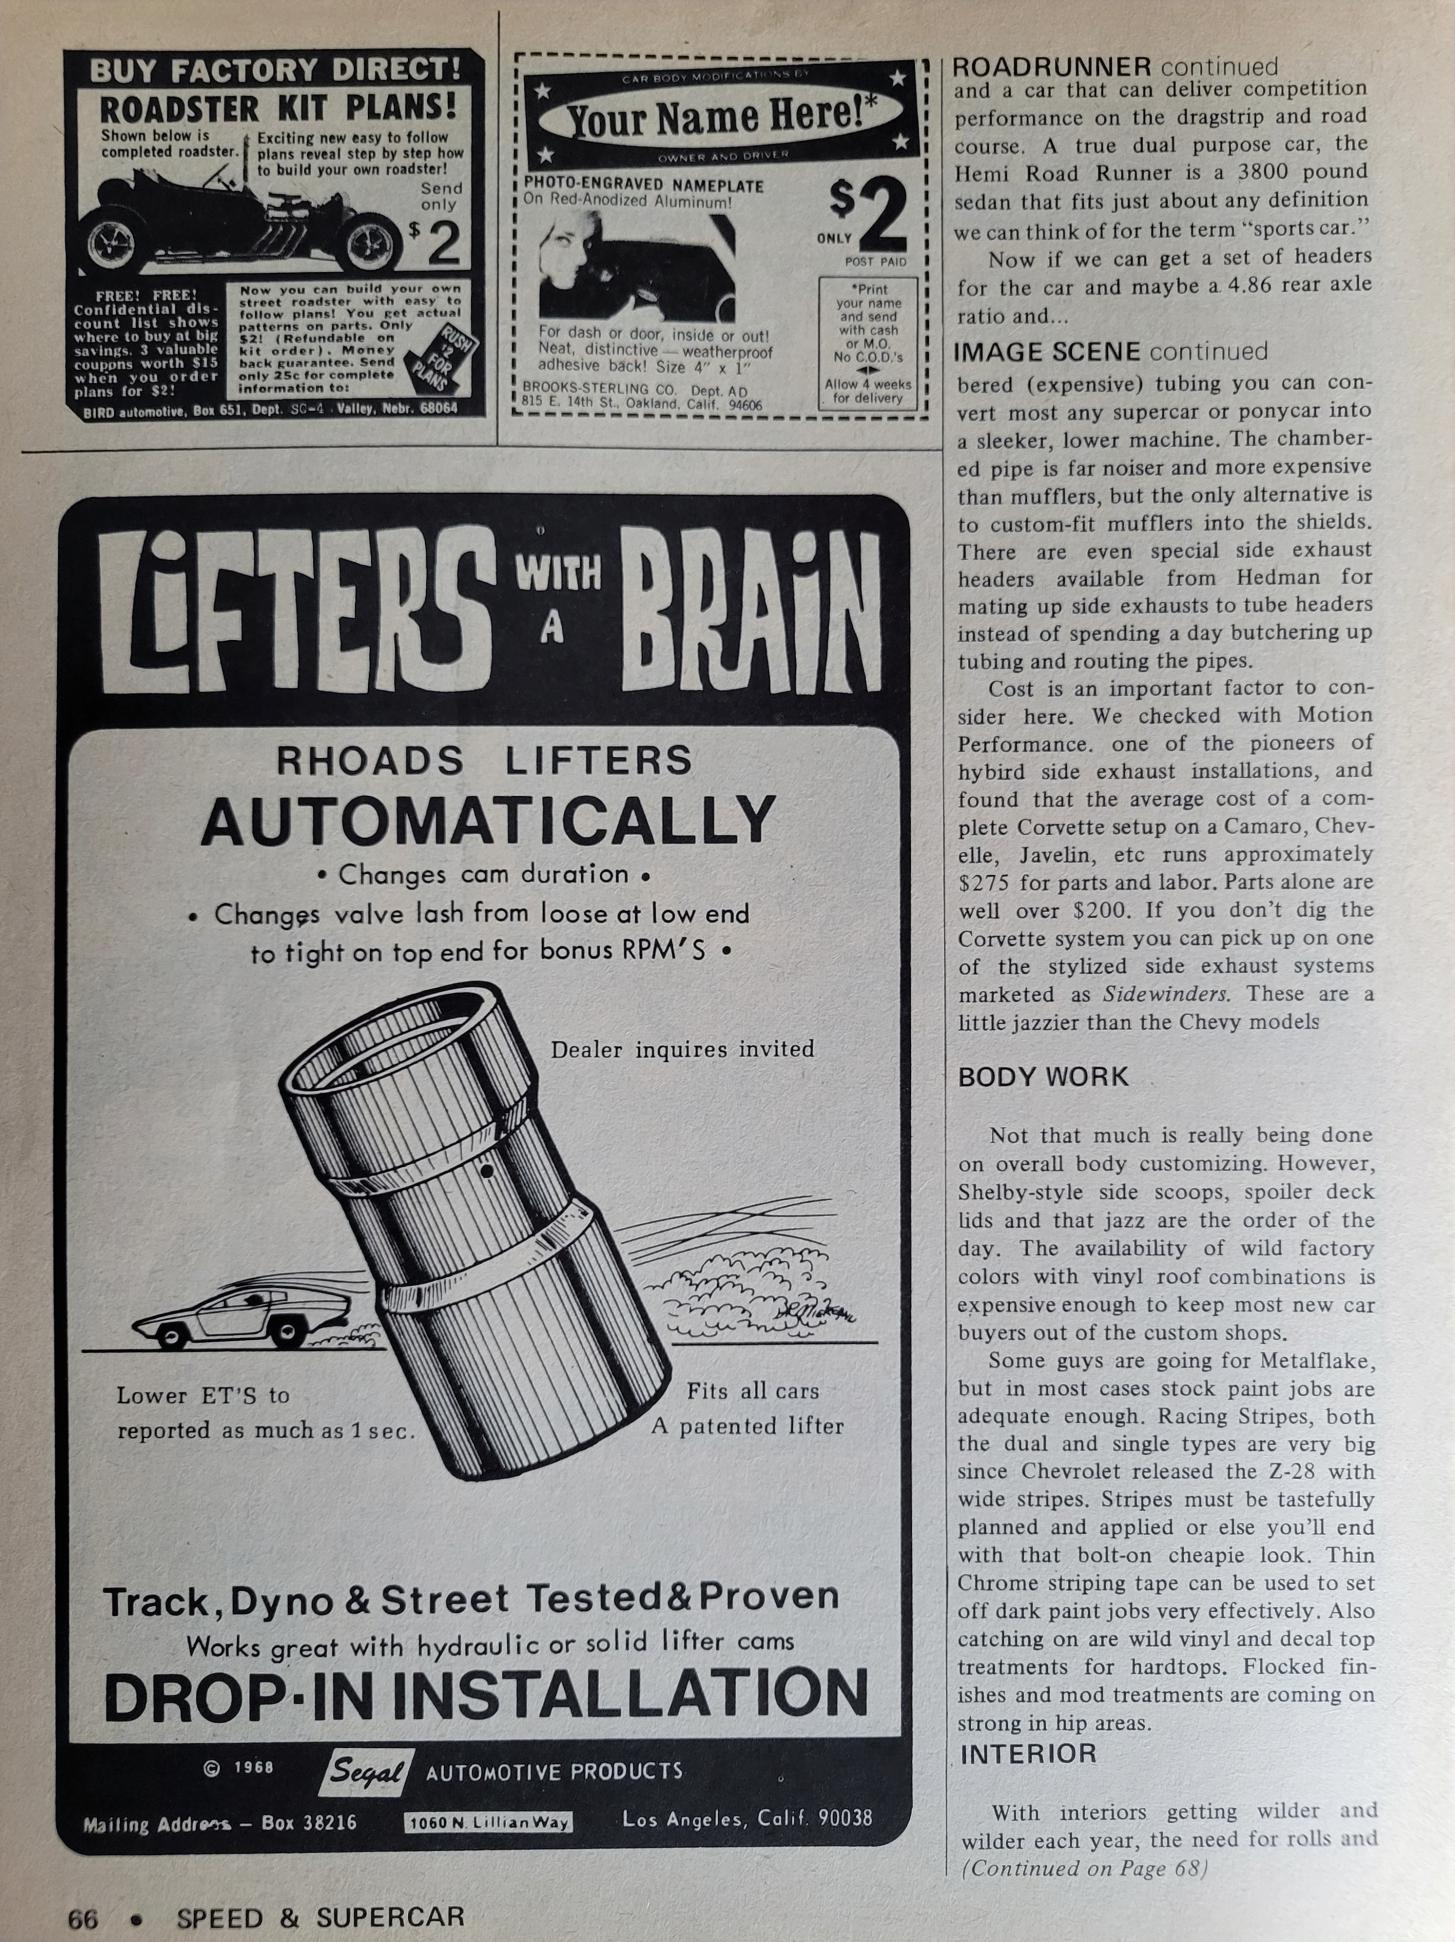 BUY FACTORY DIRECT!
ROADSTER KIT PLANS!
Shown below is
completed roadster.
Exciting new easy to follow
plans reveal step by step how
to build your own roadster!
Send
only
$2
FREE! FREE!
Confidential dis-
count list shows
where to buy at big
savings. 3 valuable
coupons worth $15
when you order
plans for $2!
Now you can build your own
street roadster with easy to
follow plans! You get actual
patterns on parts. Only
$2! (Refundable on
kit order). Money
back guarantee. Send
only 25c for complete
information to:
RUSH
$2
FOR
PLANS
BIRD automotive, Box 651, Dept. SC-4 Valley, Nebr. 68064
CAR BODY MODIFICATIONS BY
Your Name Here!*
OWNER AND DRIVER
PHOTO-ENGRAVED NAMEPLATE
On Red-Anodized Aluminum!
ONLY $2
POST PAID
For dash or door, inside or out!
Neat, distinctive — weatherproof
adhesive back! Size 4" x 1"
BROOKS-STERLING CO. Dept. AD
815 E. 14th St., Oakland, Calif. 94606
*Print
your name
and send
with cash
or M.O.
No C.O.D.'s
Allow 4 weeks
for delivery
LiFTERS WITH A BRAiN
RHOADS LIFTERS
AUTOMATICALLY
• Changes cam duration •
• Changes valve lash from loose at low end
to tight on top end for bonus RPM'S •
Dealer inquires invited
Lower ET'S to
reported as much as 1 sec.
Fits all cars
A patented lifter
Track, Dyno & Street Tested & Proven
Works great with hydraulic or solid lifter cams
DROP-IN INSTALLATION
© 1968 Segal AUTOMOTIVE PRODUCTS
Mailing Address – Box 38216 1060 N. Lillian Way Los Angeles, Calif. 90038
66 • SPEED & SUPERCAR
ROADRUNNER continued
and a car that can deliver competition
performance on the dragstrip and road
course. A true dual purpose car, the
Hemi Road Runner is a 3800 pound
sedan that fits just about any definition
we can think of for the term “sports car.”
Now if we can get a set of headers
for the car and maybe a 4.86 rear axle
ratio and...
IMAGE SCENE continued
bered (expensive) tubing you can con-
vert most any supercar or ponycar into
a sleeker, lower machine. The chamber-
ed pipe is far noiser and more expensive
than mufflers, but the only alternative is
to custom-fit mufflers into the shields.
There are even special side exhaust
headers available from Hedman for
mating up side exhausts to tube headers
instead of spending a day butchering up
tubing and routing the pipes.
Cost is an important factor to con-
sider here. We checked with Motion
Performance. one of the pioneers of
hybird side exhaust installations, and
found that the average cost of a com-
plete Corvette setup on a Camaro, Chev-
elle, Javelin, etc runs approximately
$275 for parts and labor. Parts alone are
well over $200. If you don’t dig the
Corvette system you can pick up on one
of the stylized side exhaust systems
marketed as Sidewinders. These are a
little jazzier than the Chevy models
BODY WORK
Not that much is really being done
on overall body customizing. However,
Shelby-style side scoops, spoiler deck
lids and that jazz are the order of the
day. The availability of wild factory
colors with vinyl roof combinations is
expensive enough to keep most new car
buyers out of the custom shops.
Some guys are going for Metalflake,
but in most cases stock paint jobs are
adequate enough. Racing Stripes, both
the dual and single types are very big
since Chevrolet released the Z-28 with
wide stripes. Stripes must be tastefully
planned and applied or else you’ll end
with that bolt-on cheapie look. Thin
Chrome striping tape can be used to set
off dark paint jobs very effectively. Also
catching on are wild vinyl and decal top
treatments for hardtops. Flocked fin-
ishes and mod treatments are coming on
strong in hip areas.
INTERIOR
With interiors getting wilder and
wilder each year, the need for rolls and
(Continued on Page 68)